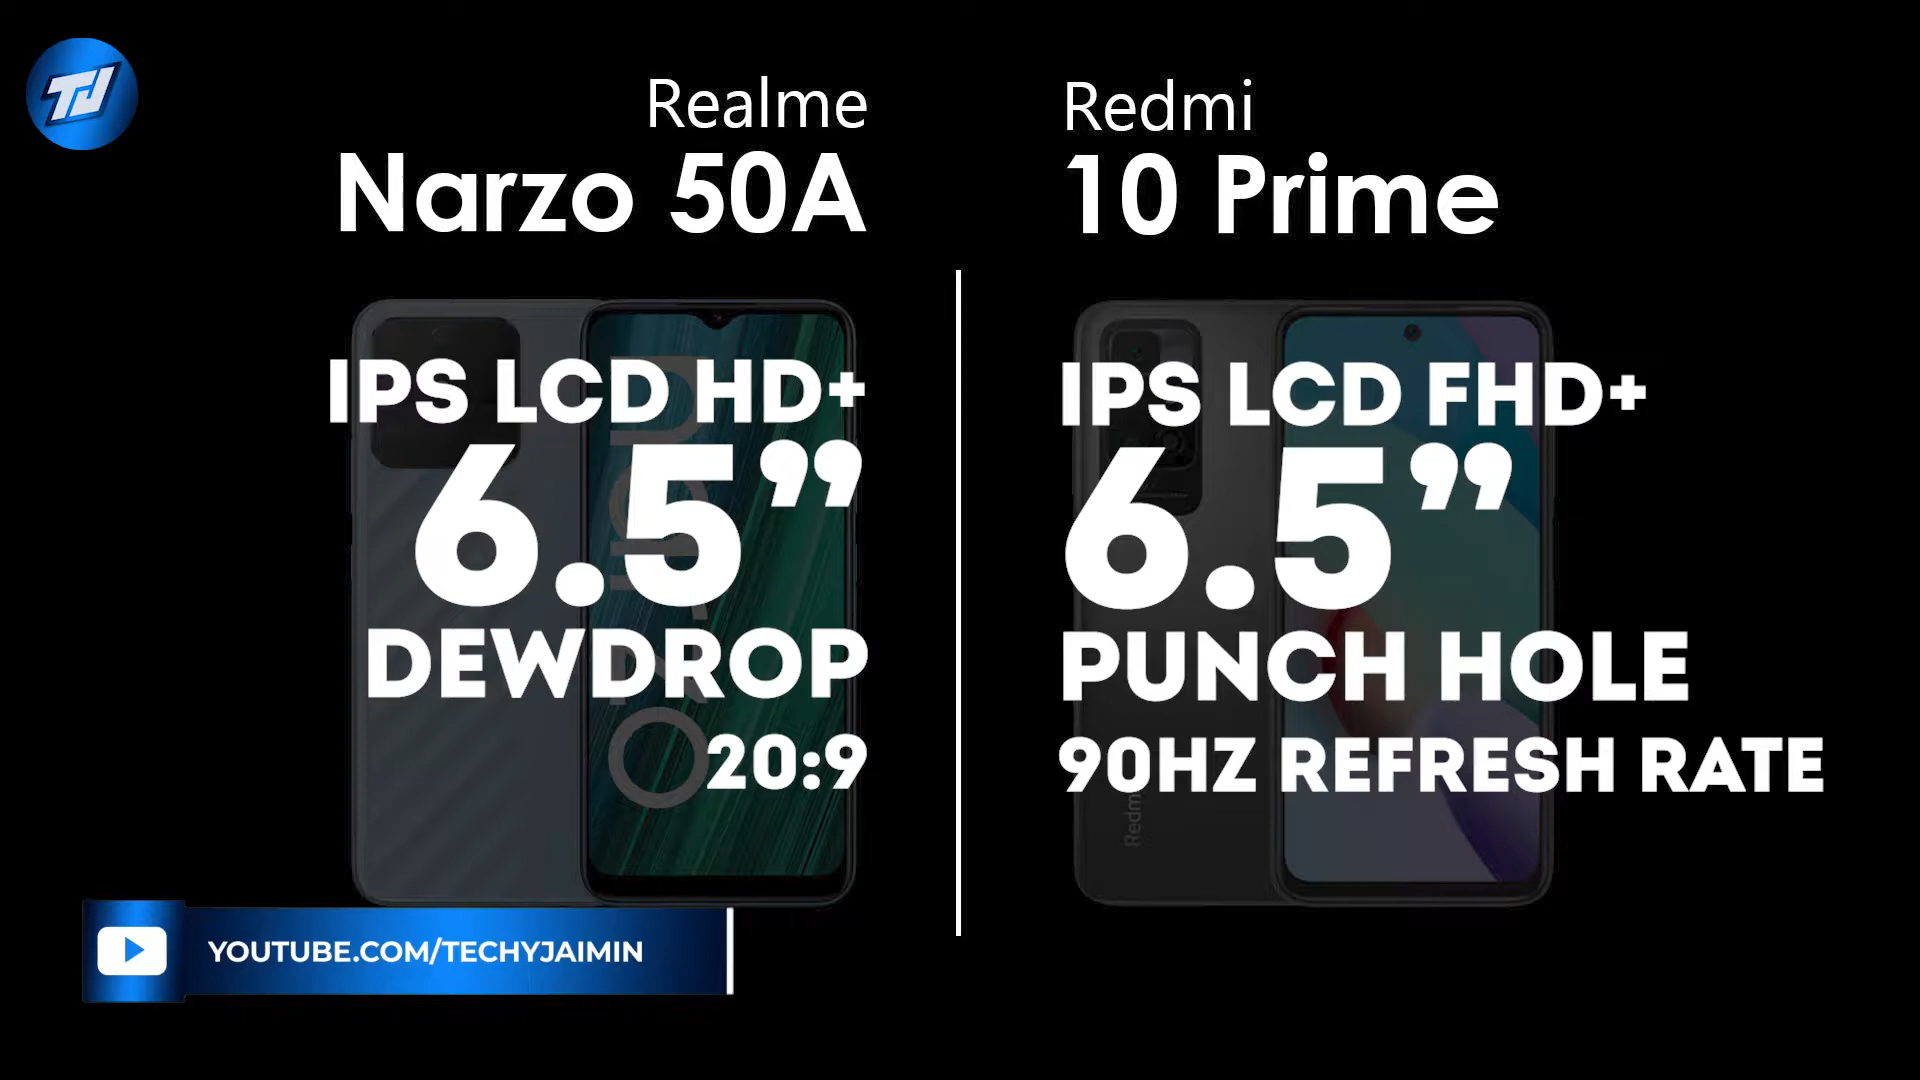 TJ
Realme
Narzo 50A
IPS LCD HD+
6.5”
DEWDROP
20:9
Redmi
10 Prime
IPS LCD FHD+
6.5”
PUNCH HOLE
90HZ REFRESH RATE
Redmi
YOUTUBE.COM/TECHYJAIMIN